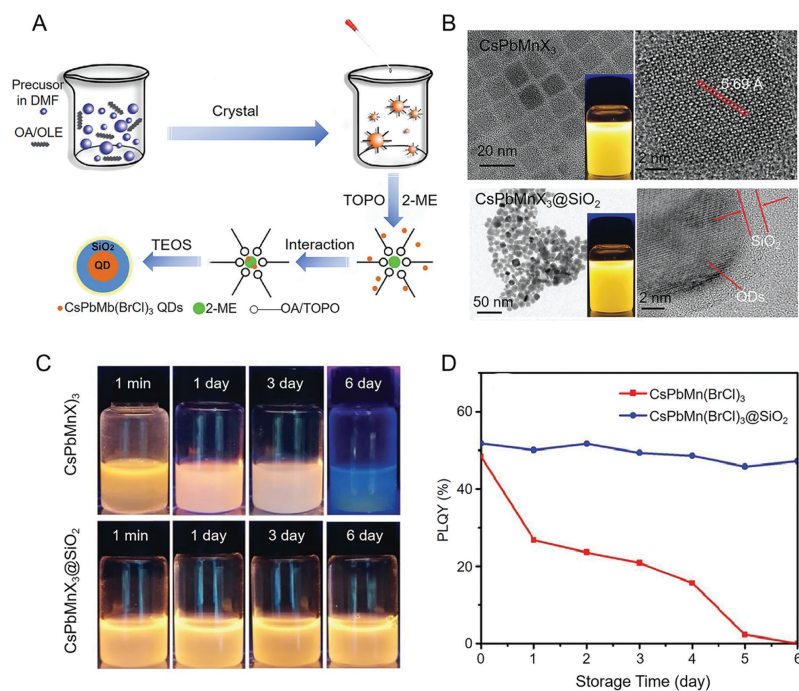 A
Precusor
in DMF
OA/OLE
Crystal
TOPO
2-ME
Interaction
TEOS
SiO2
QD
CsPbMb(BrCl)3 QDs
2-ME
OA/TOPO
B
CsPbMnX3
20 nm
5.69 Å
2 nm
CsPbMnX3@SiO2
50 nm
SiO2
QDs
2 nm
C
1 min
1 day
3 day
6 day
CsPbMnX)3
1 min
1 day
3 day
6 day
CsPbMnX3@SiO2
D
CsPbMn(BrCl)3
CsPbMn(BrCl)3@SiO2
PLQY (%)
60
40
20
0
0 1 2 3 4 5 6
Storage Time (day)